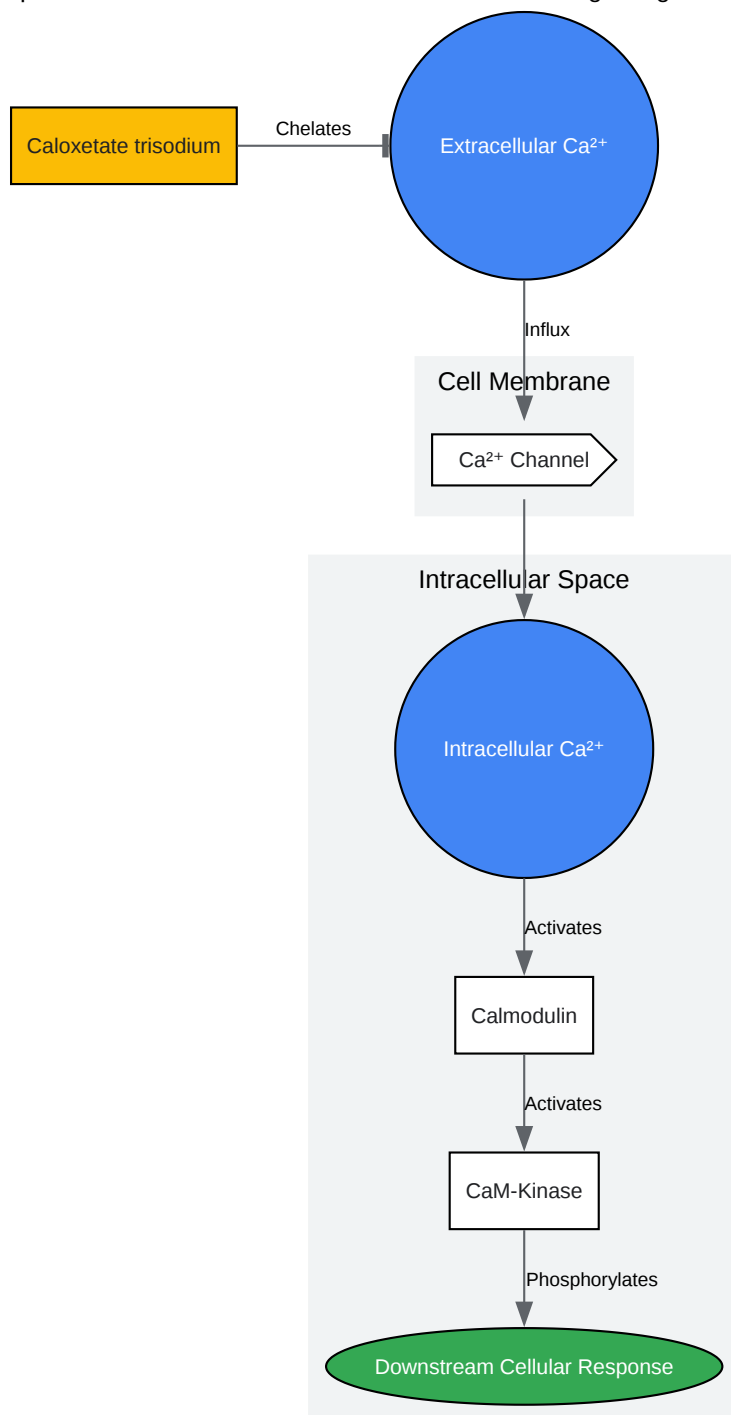 Chelates
Caloxetate trisodium
Extracellular Ca²⁺
Influx
Cell Membrane
Ca²⁺ Channel
Intracellular Space
Intracellular Ca²⁺
Activates
Calmodulin
Activates
CaM-Kinase
Phosphorylates
Downstream Cellular Response